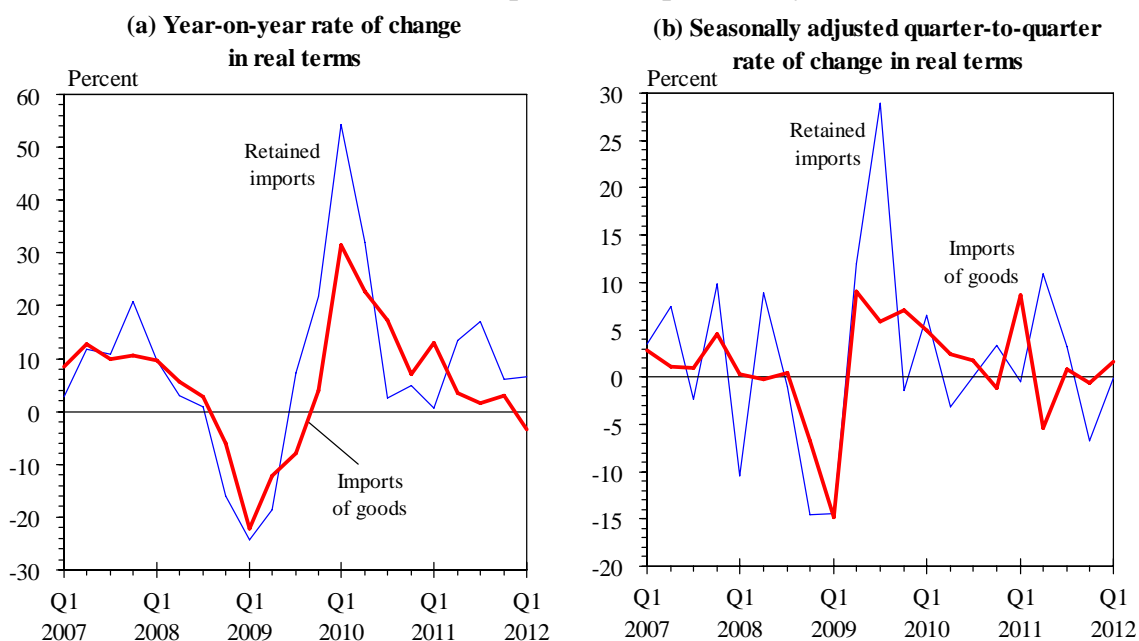 (a) Year-on-year rate of change
in real terms
Percent
60
50
40
30
20
10
0
-10
-20
-30
Retained
imports
Imports
of goods
Q1 Q1 Q1 Q1 Q1 Q1
2007 2008 2009 2010 2011 2012
(b) Seasonally adjusted quarter-to-quarter
rate of change in real terms
Percent
30
25
20
15
10
5
0
-5
-10
-15
-20
Retained
imports
Imports
of goods
Q1 Q1 Q1 Q1 Q1 Q1
2007 2008 2009 2010 2011 2012